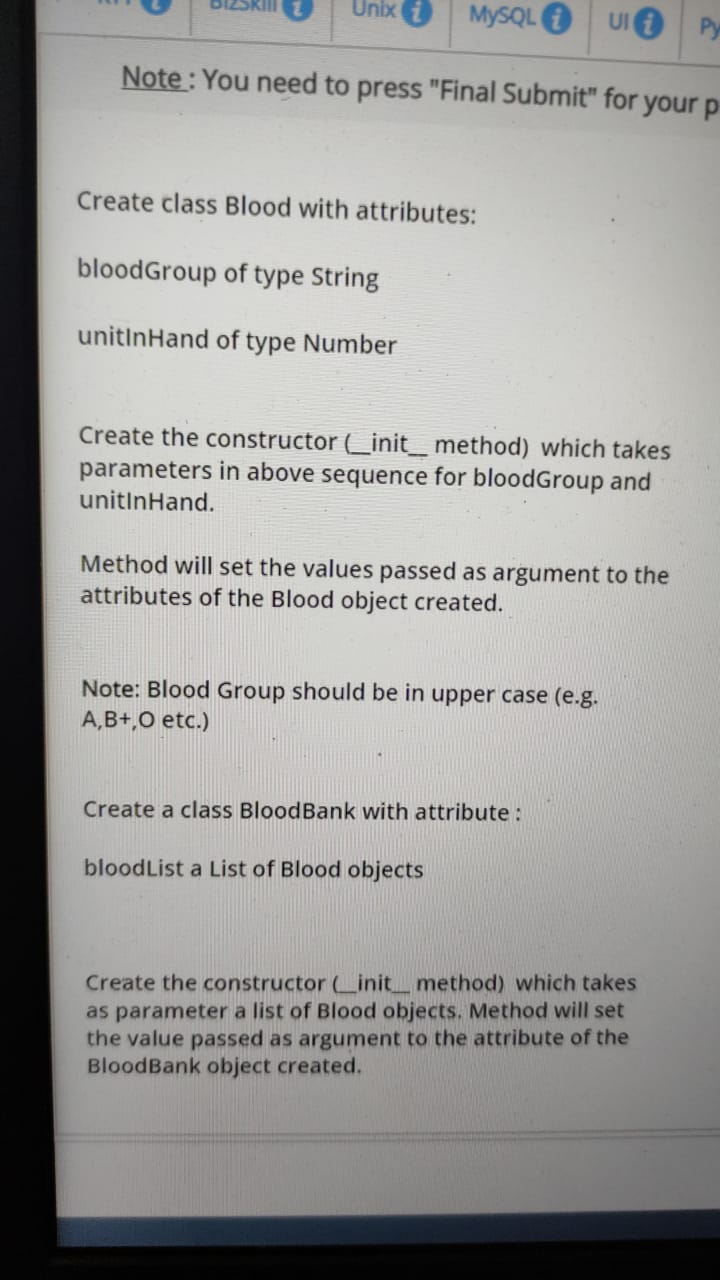 BizSkill
Unix
MySQL
UI
Py
Note : You need to press "Final Submit" for your p
Create class Blood with attributes:
bloodGroup of type String
unitInHand of type Number
Create the constructor (__init__ method) which takes
parameters in above sequence for bloodGroup and
unitInHand.
Method will set the values passed as argument to the
attributes of the Blood object created.
Note: Blood Group should be in upper case (e.g.
A,B+,O etc.)
Create a class BloodBank with attribute :
bloodList a List of Blood objects
Create the constructor (__init__ method) which takes
as parameter a list of Blood objects. Method will set
the value passed as argument to the attribute of the
BloodBank object created.